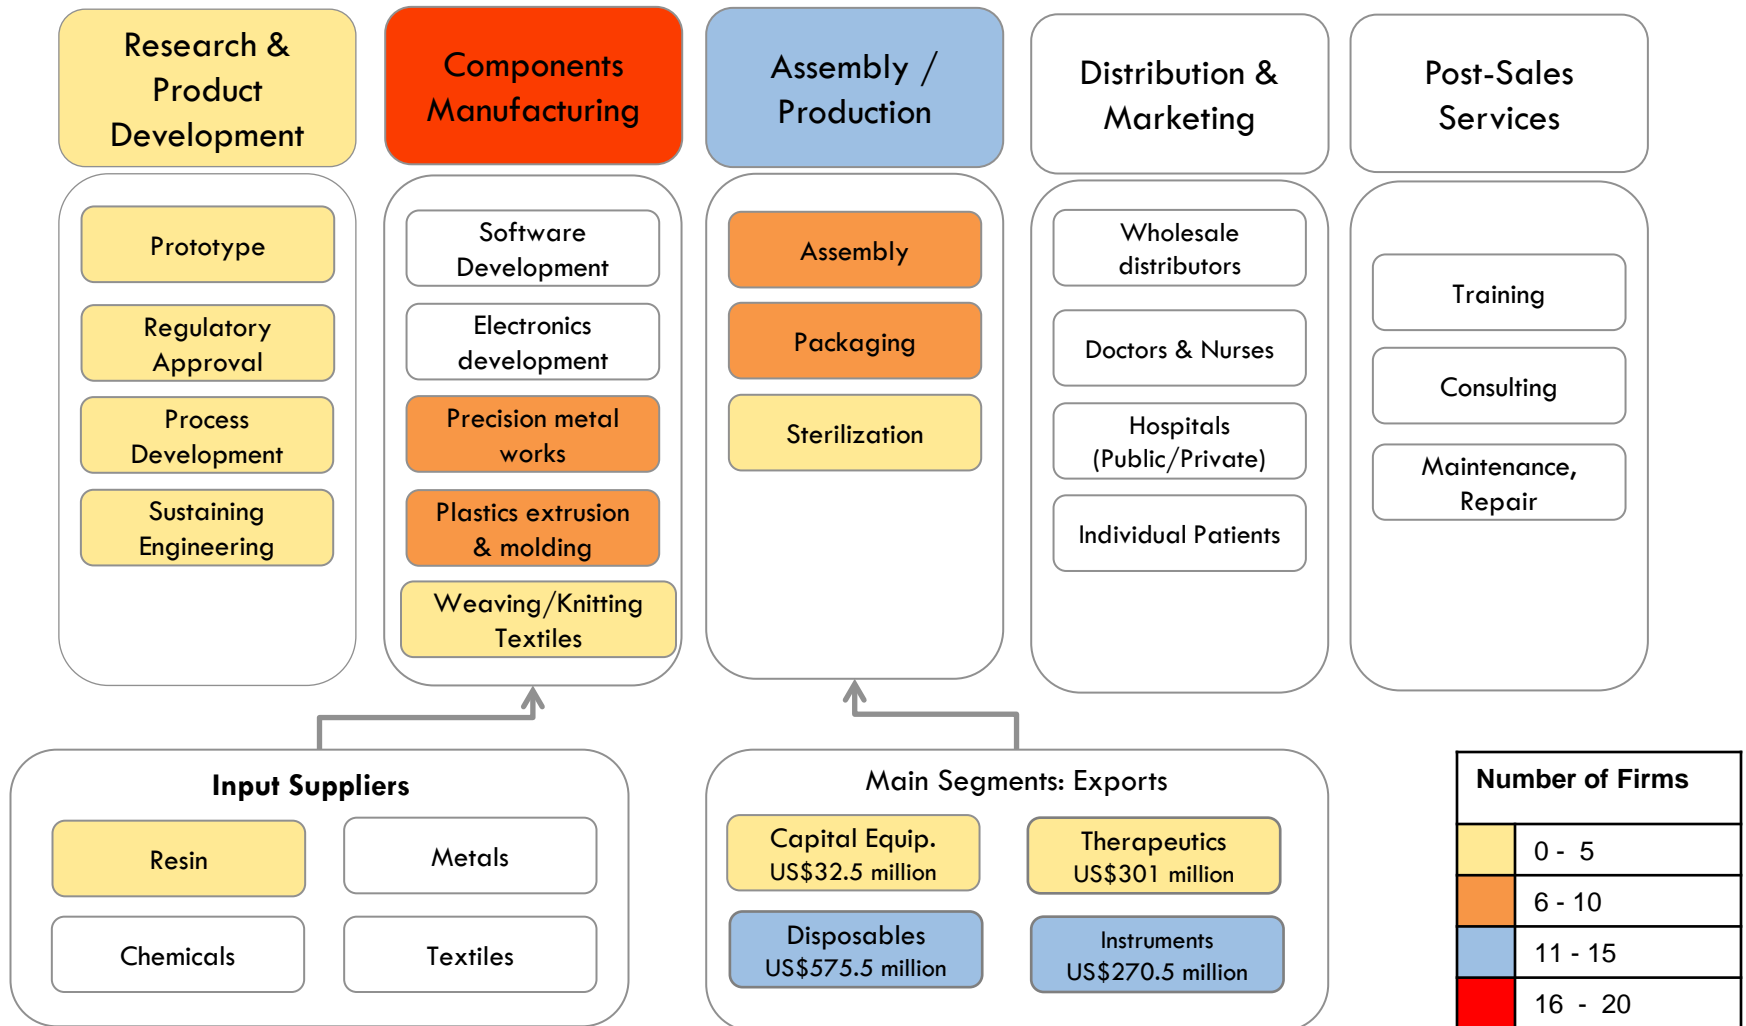 Research &
Product
Development
Components
Manufacturing
Assembly /
Production
Distribution &
Marketing
Post-Sales
Services
Prototype
Regulatory
Approval
Process
Development
Sustaining
Engineering
Software
Development
Electronics
development
Precision metal
works
Plastics extrusion
& molding
Weaving/Knitting
Textiles
Assembly
Packaging
Sterilization
Wholesale
distributors
Doctors & Nurses
Hospitals
(Public/Private)
Individual Patients
Training
Consulting
Maintenance,
Repair
Input Suppliers
Resin
Metals
Chemicals
Textiles
Main Segments: Exports
Capital Equip.
US$32.5 million
Therapeutics
US$301 million
Disposables
US$575.5 million
Instruments
US$270.5 million
Number of Firms
0 - 5
6 - 10
11 - 15
16 - 20